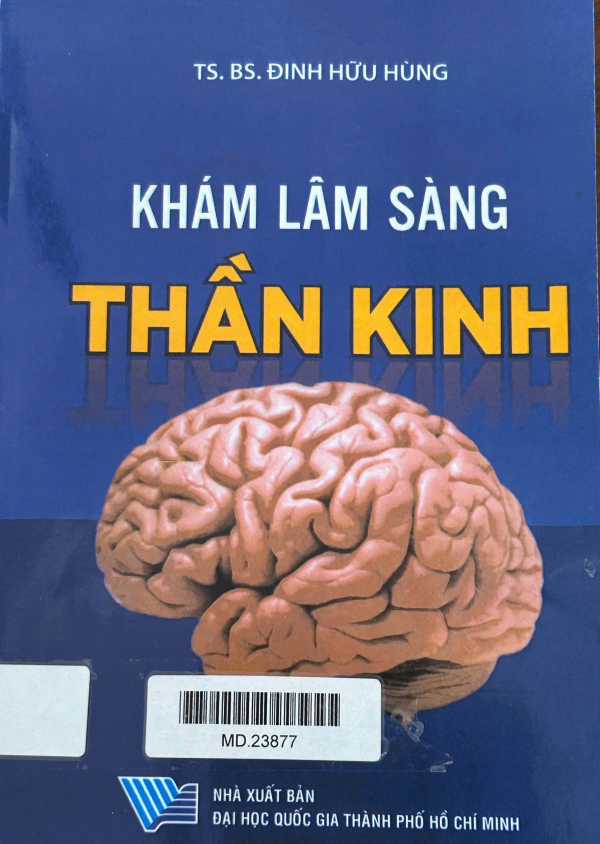 TS. BS. ĐINH HỮU HÙNG
KHÁM LÂM SÀNG
THẦN KINH
MD.23877
NHÀ XUẤT BẢN
ĐẠI HỌC QUỐC GIA THÀNH PHỐ HỒ CHÍ MINH